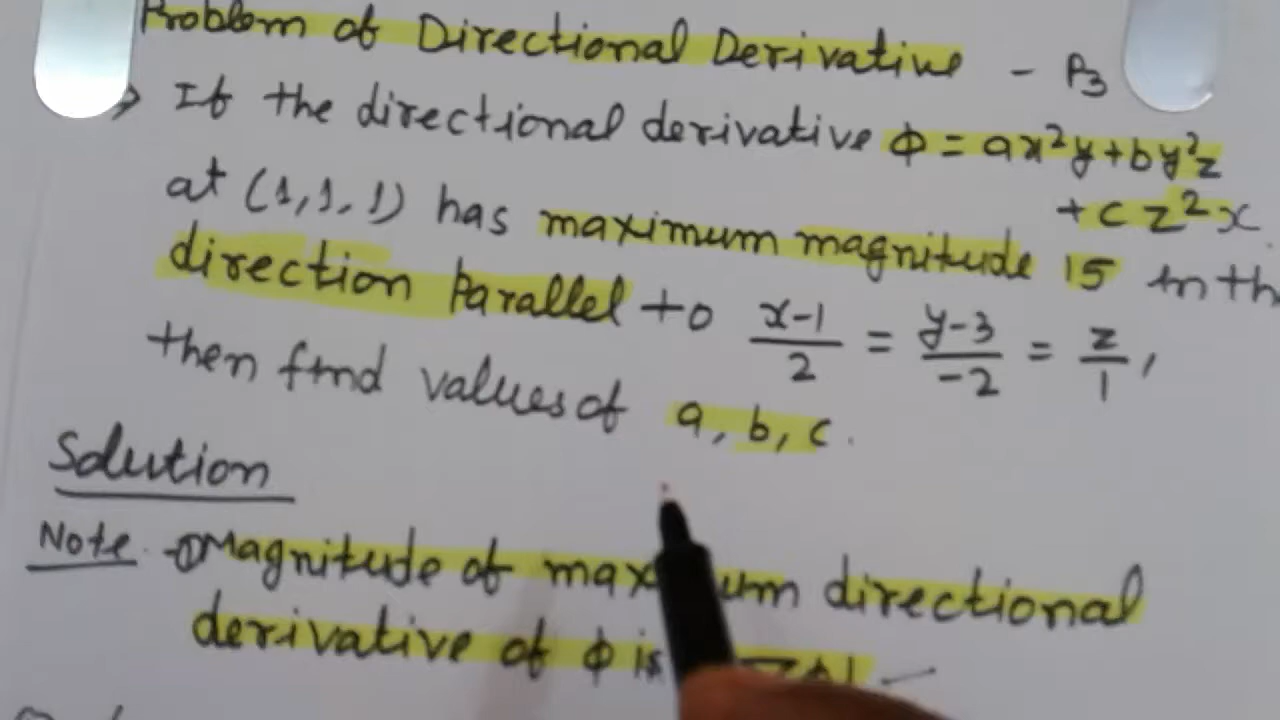 Problem of Directional Derivative - P3
→ If the directional derivative ϕ = ax²y + by²z
+ cz²x
at (1,1,1) has maximum magnitude 15 in
direction Parallel to (x-1)/2 = (y-3)/-2 = z/1,
then find values of a, b, c.
Solution
Note - ① Magnitude of directional
derivative of ϕ is